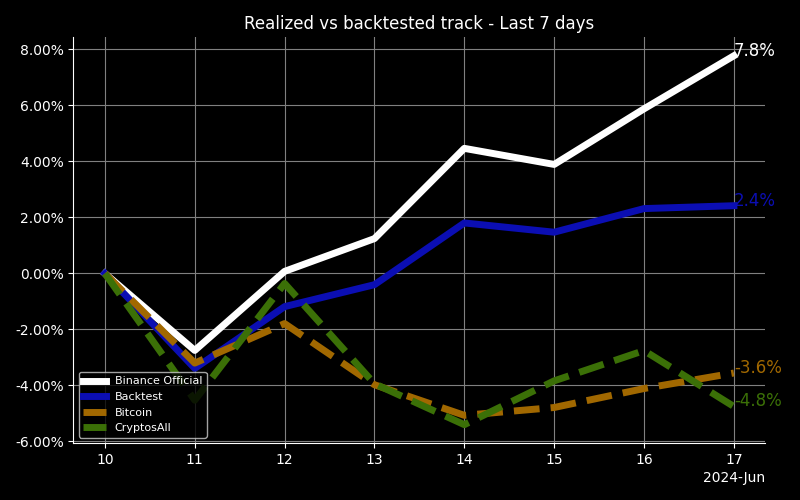 Realized vs backtested track - Last 7 days
8.00%
6.00%
4.00%
2.00%
0.00%
-2.00%
-4.00%
-6.00%
7.8%
2.4%
-3.6%
-4.8%
Binance Official
Backtest
Bitcoin
CryptosAll
10 11 12 13 14 15 16 17
2024-Jun